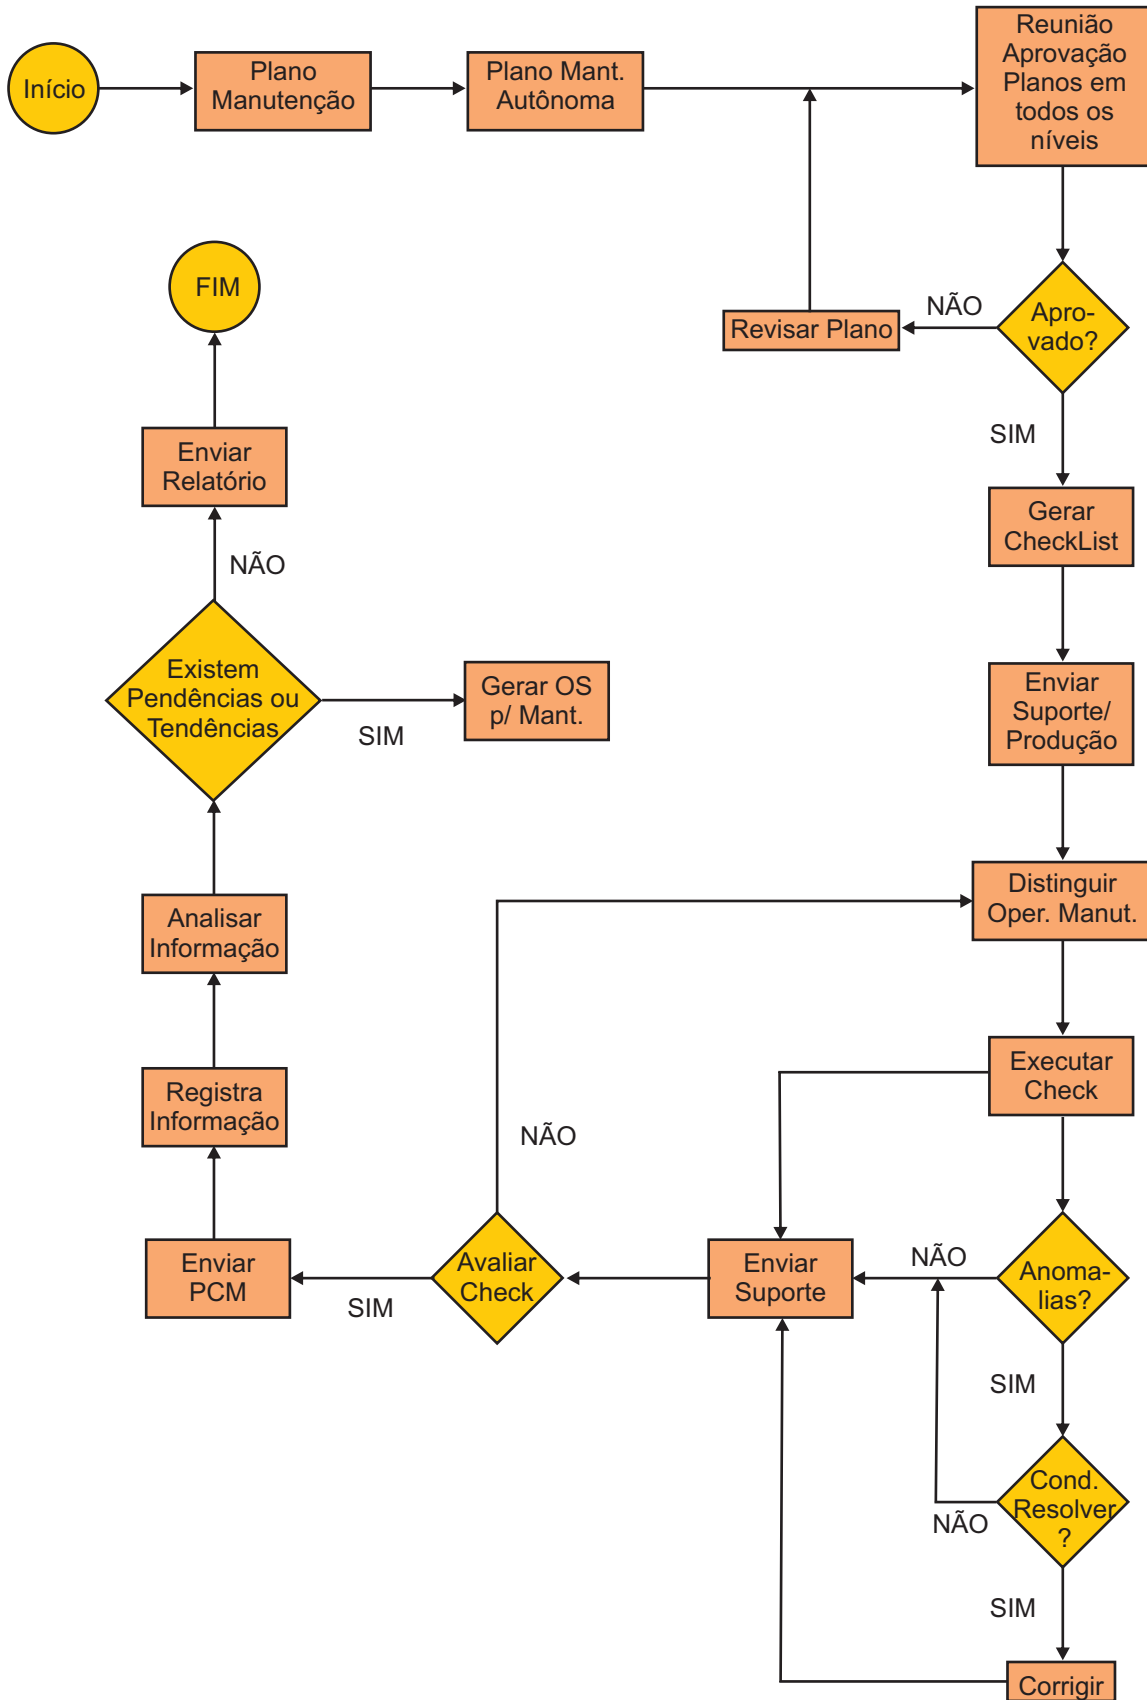 Início
Plano
Manutenção
Plano Mant.
Autônoma
Reunião
Aprovação
Planos em
todos os
níveis
FIM
Revisar Plano
NÃO
Apro-
vado?
SIM
Enviar
Relatório
NÃO
Gerar
CheckList
Existem
Pendências ou
Tendências
SIM
Gerar OS
p/ Mant.
Enviar
Suporte/
Produção
Distinguir
Oper. Manut.
Analisar
Informação
Executar
Check
Registra
Informação
NÃO
Enviar
PCM
SIM
Avaliar
Check
Enviar
Suporte
NÃO
Anoma-
lias?
SIM
Cond.
Resolver
?
NÃO
SIM
Corrigir